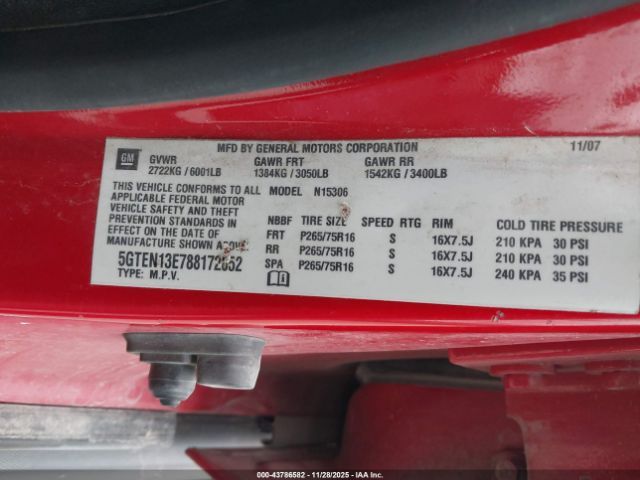 MFD BY GENERAL MOTORS CORPORATION 11/07
GM GVWR GAWR FRT GAWR RR
2722KG / 6001LB 1384KG / 3050LB 1542KG / 3400LB
THIS VEHICLE CONFORMS TO ALL MODEL N15306
APPLICABLE FEDERAL MOTOR
VEHICLE SAFETY AND THEFT
PREVENTION STANDARDS IN
EFFECT ON THE DATE OF
MANUFACTURE SHOWN ABOVE.
5GTEN13E788172052
TYPE: M.P.V.
NBBF TIRE SIZE SPEED RTG RIM COLD TIRE PRESSURE
FRT P265/75R16 S 16X7.5J 210 KPA 30 PSI
RR P265/75R16 S 16X7.5J 210 KPA 30 PSI
SPA P265/75R16 S 16X7.5J 240 KPA 35 PSI
000-43786582 | 11/28/2025 | IAA Inc.